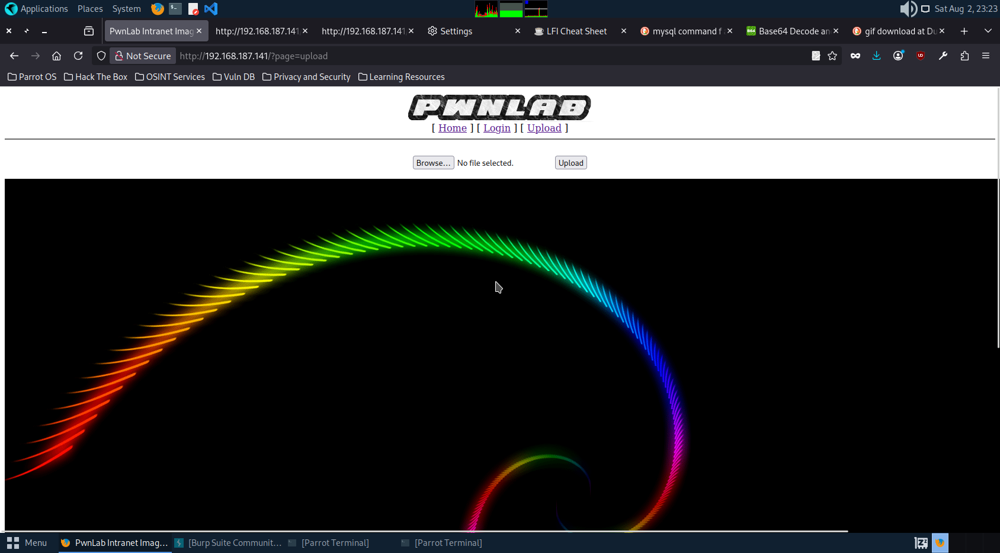 Applications Places System
Sat Aug 2, 23:23
PwnLab Intranet Imag
http://192.168.187.141
http://192.168.187.141
Settings
LFI Cheat Sheet
mysql command f
Base64 Decode an
gif download at Du
Not Secure
http://192.168.187.141/?page=upload
Parrot OS
Hack The Box
OSINT Services
Vuln DB
Privacy and Security
Learning Resources
PWNLAB
[ Home ] [ Login ] [ Upload ]
Browse... No file selected. Upload
Menu
PwnLab Intranet Imag...
[Burp Suite Communit...
[Parrot Terminal]
[Parrot Terminal]